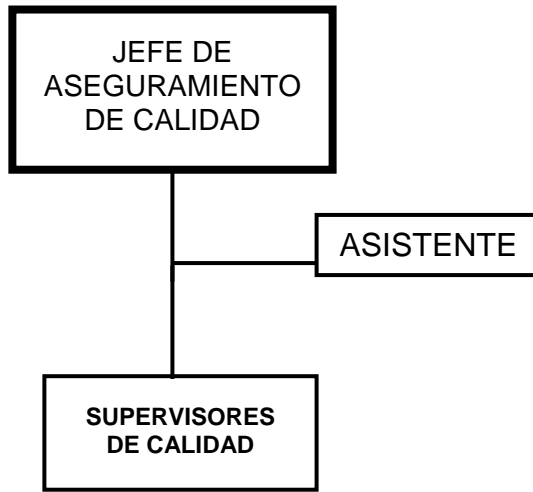 JEFE DE
ASEGURAMIENTO
DE CALIDAD
ASISTENTE
SUPERVISORES
DE CALIDAD